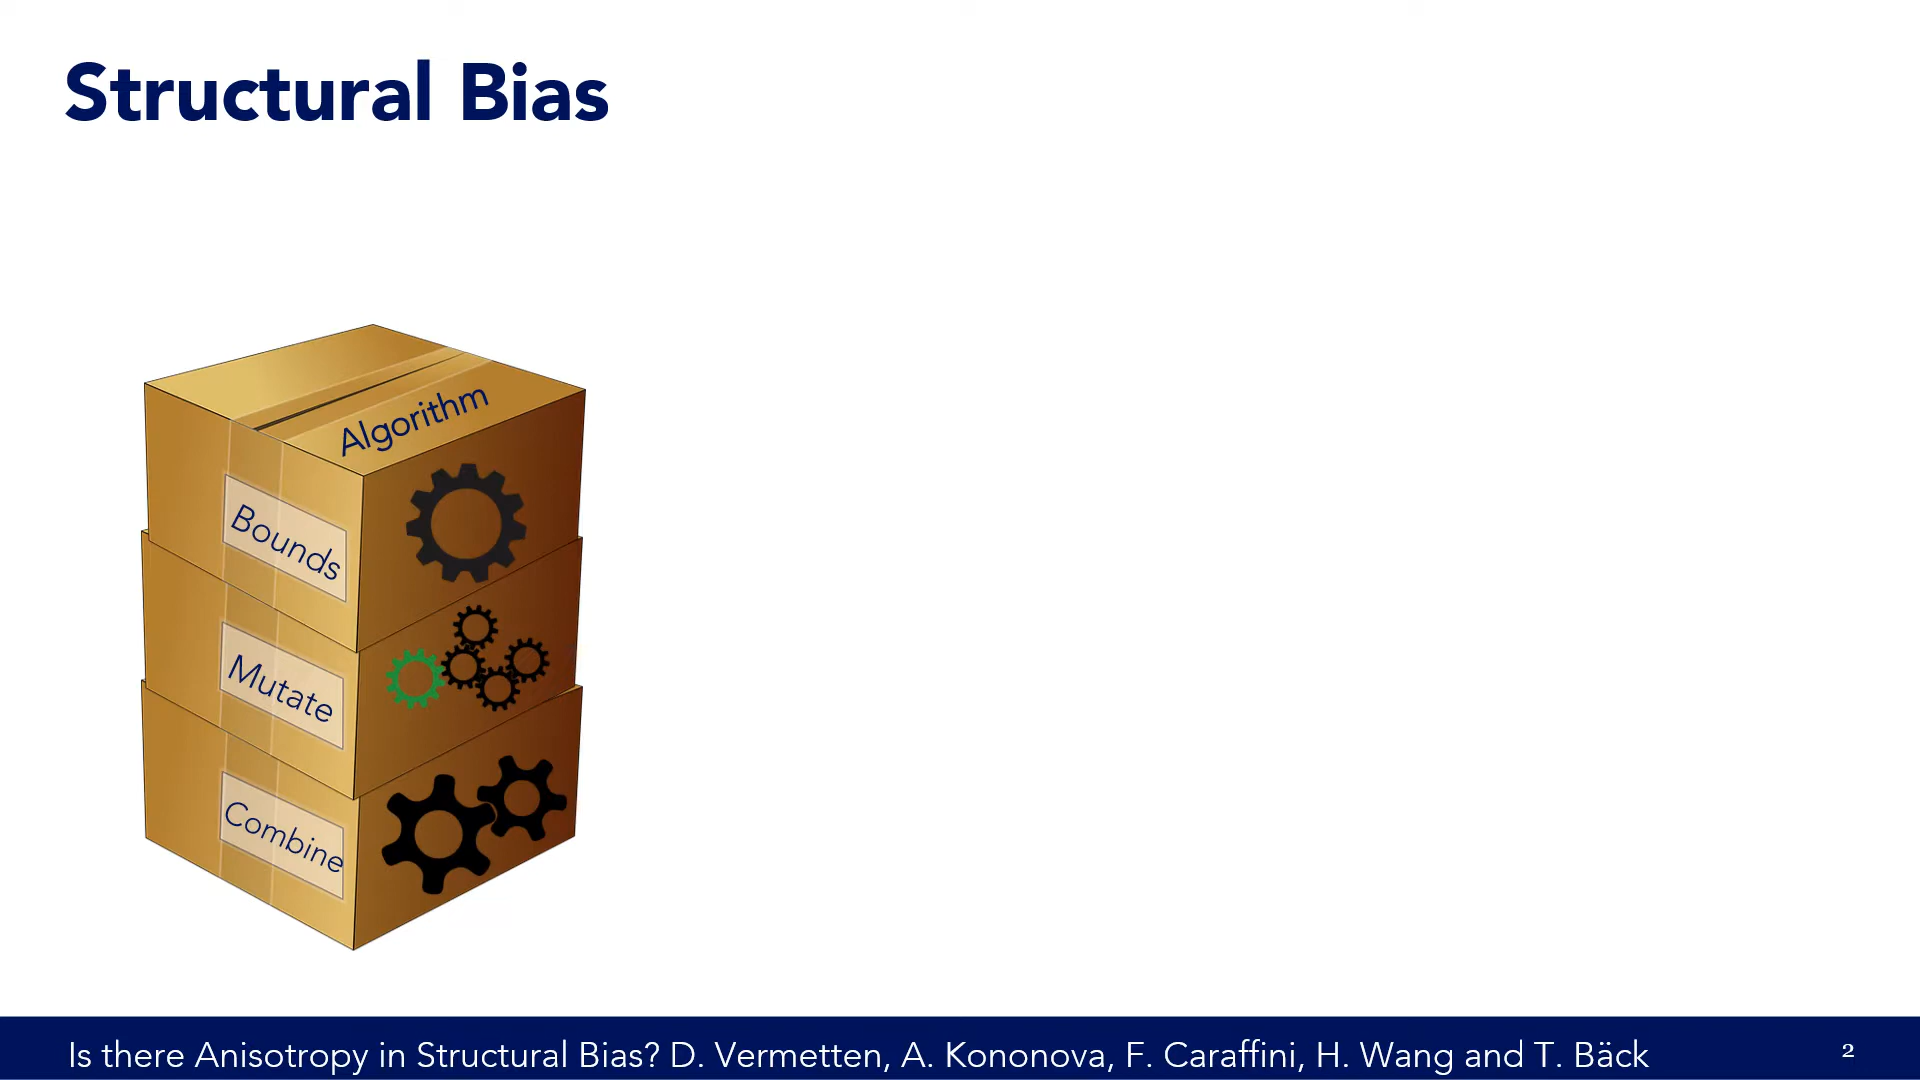 Structural Bias
Algorithm
Bounds
Mutate
Combine
Is there Anisotropy in Structural Bias? D. Vermetten, A. Kononova, F. Caraffini, H. Wang and T. Bäck
2